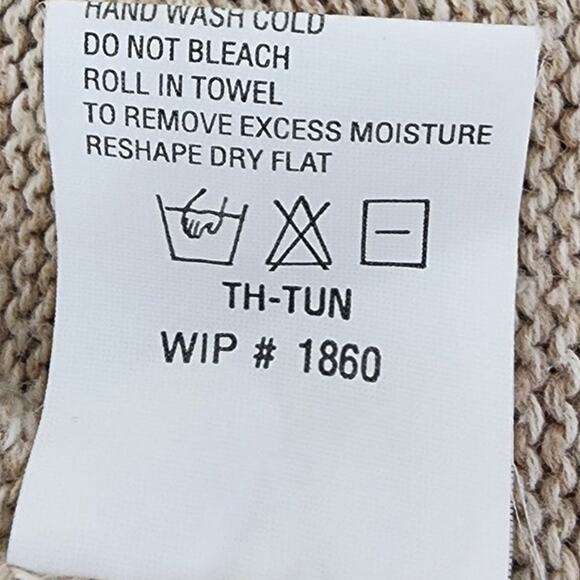 HAND WASH COLD
DO NOT BLEACH
ROLL IN TOWEL
TO REMOVE EXCESS MOISTURE
RESHAPE DRY FLAT
TH-TUN
WIP # 1860